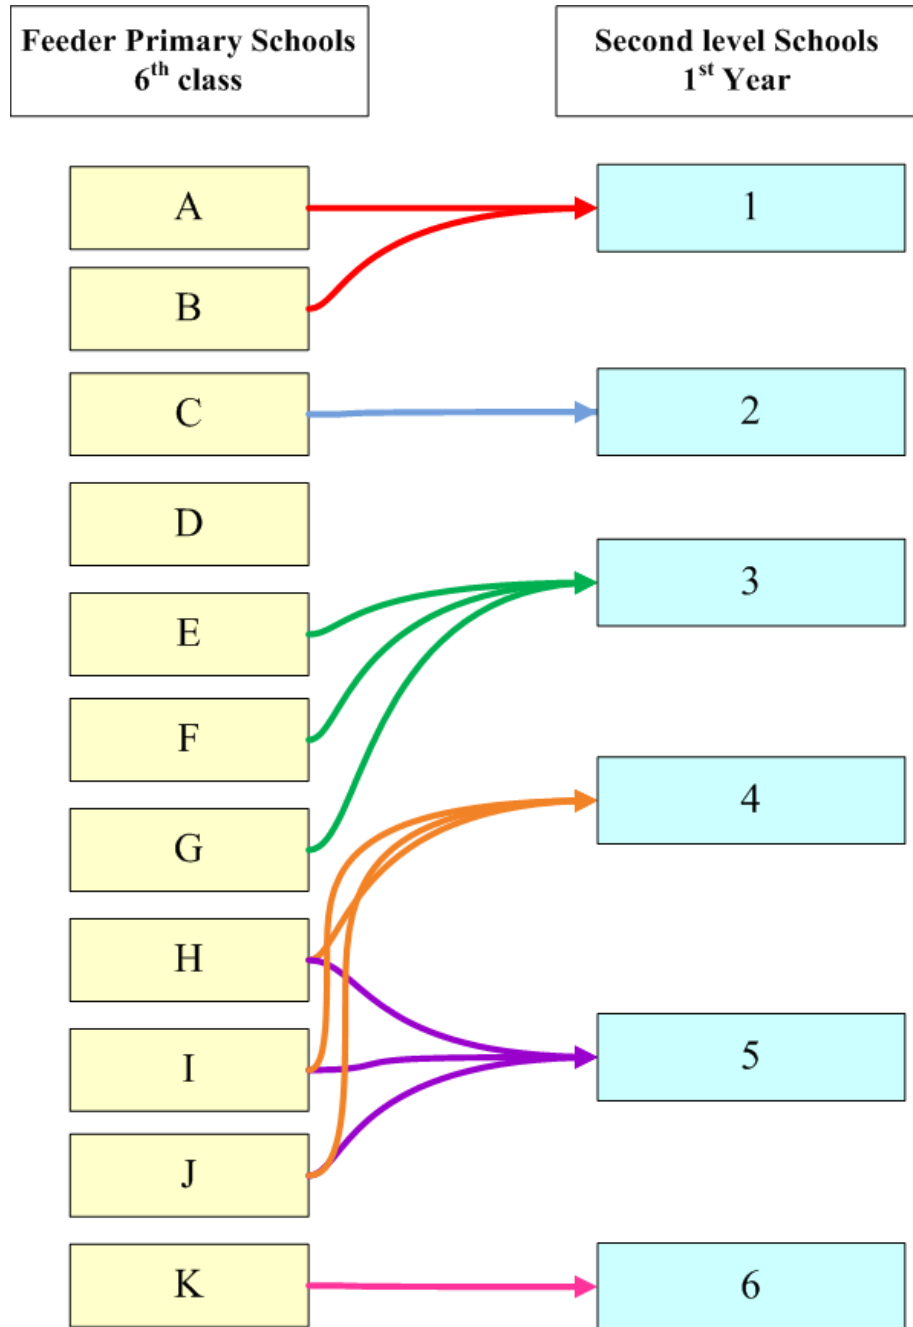 Feeder Primary Schools
6th class
Second level Schools
1st Year
A
B
C
D
E
F
G
H
I
J
K
1
2
3
4
5
6